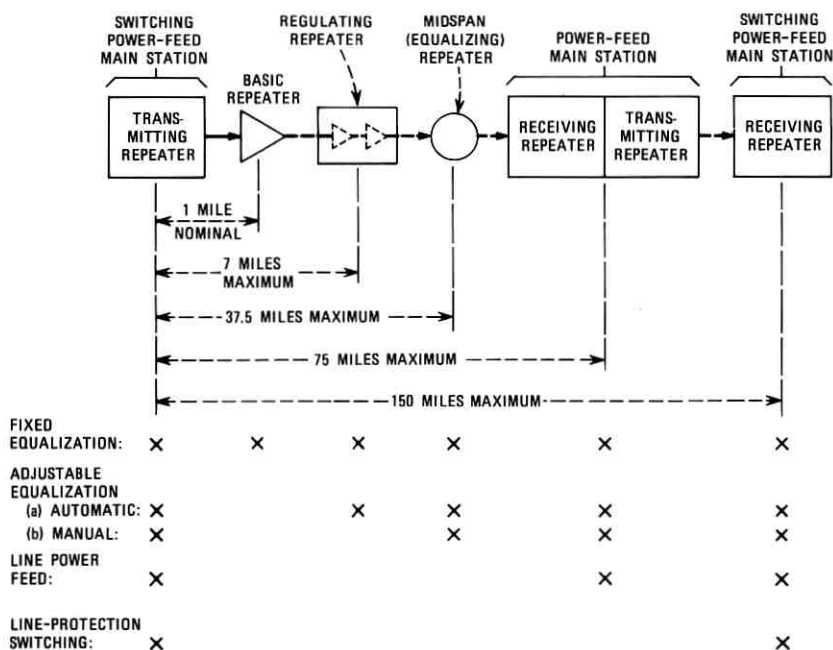 SWITCHING
POWER-FEED
MAIN STATION
REGULATING
REPEATER
MIDSPAN
(EQUALIZING)
REPEATER
POWER-FEED
MAIN STATION
SWITCHING
POWER-FEED
MAIN STATION
BASIC
REPEATER
TRANS-
MITTING
REPEATER
RECEIVING
REPEATER
TRANS-
MITTING
REPEATER
RECEIVING
REPEATER
1 MILE
NOMINAL
7 MILES
MAXIMUM
37.5 MILES MAXIMUM
75 MILES MAXIMUM
150 MILES MAXIMUM
FIXED
EQUALIZATION: X X X X X X
ADJUSTABLE
EQUALIZATION
(a) AUTOMATIC: X X X X X
(b) MANUAL: X X X X
LINE POWER
FEED: X X X
LINE-PROTECTION
SWITCHING: X X